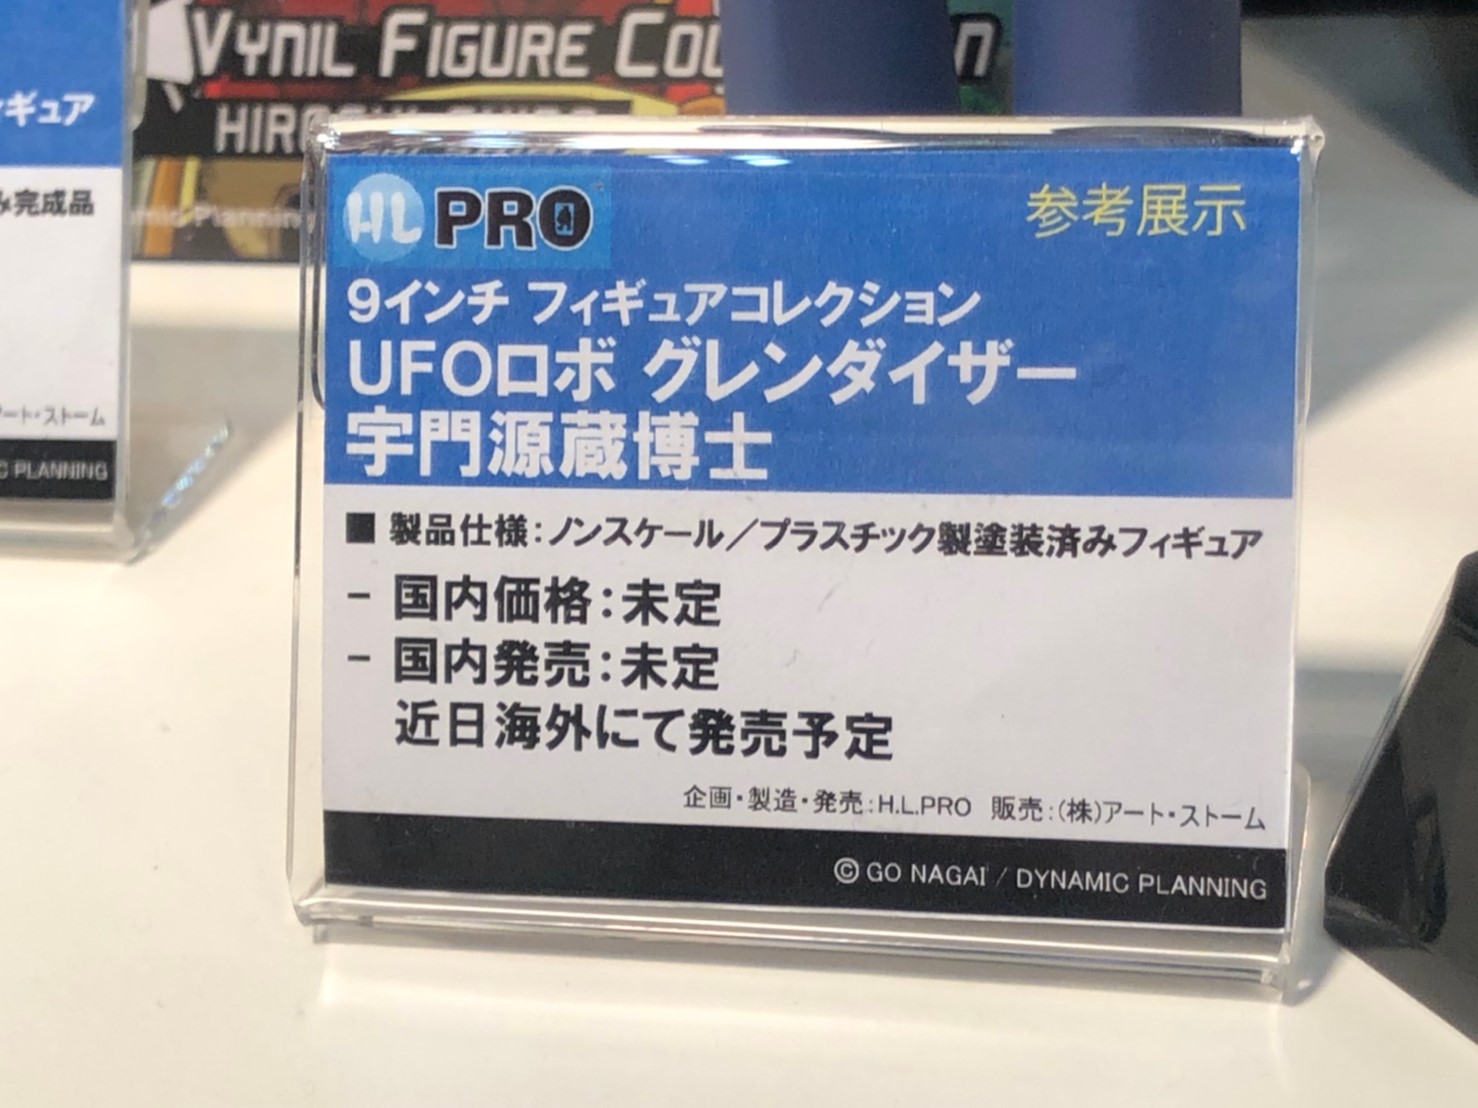 VYNIL FIGURE
ギュア
完成品
アート・ストーム
C PLANNING
HL PRO
参考展示
9インチ フィギュアコレクション
UFOロボ グレンダイザー
宇門源蔵博士
■ 製品仕様:ノンスケール/プラスチック製塗装済みフィギュア
- 国内価格:未定
- 国内発売:未定
近日海外にて発売予定
企画・製造・発売:H.L.PRO 販売:(株)アート・ストーム
© GO NAGAI / DYNAMIC PLANNING